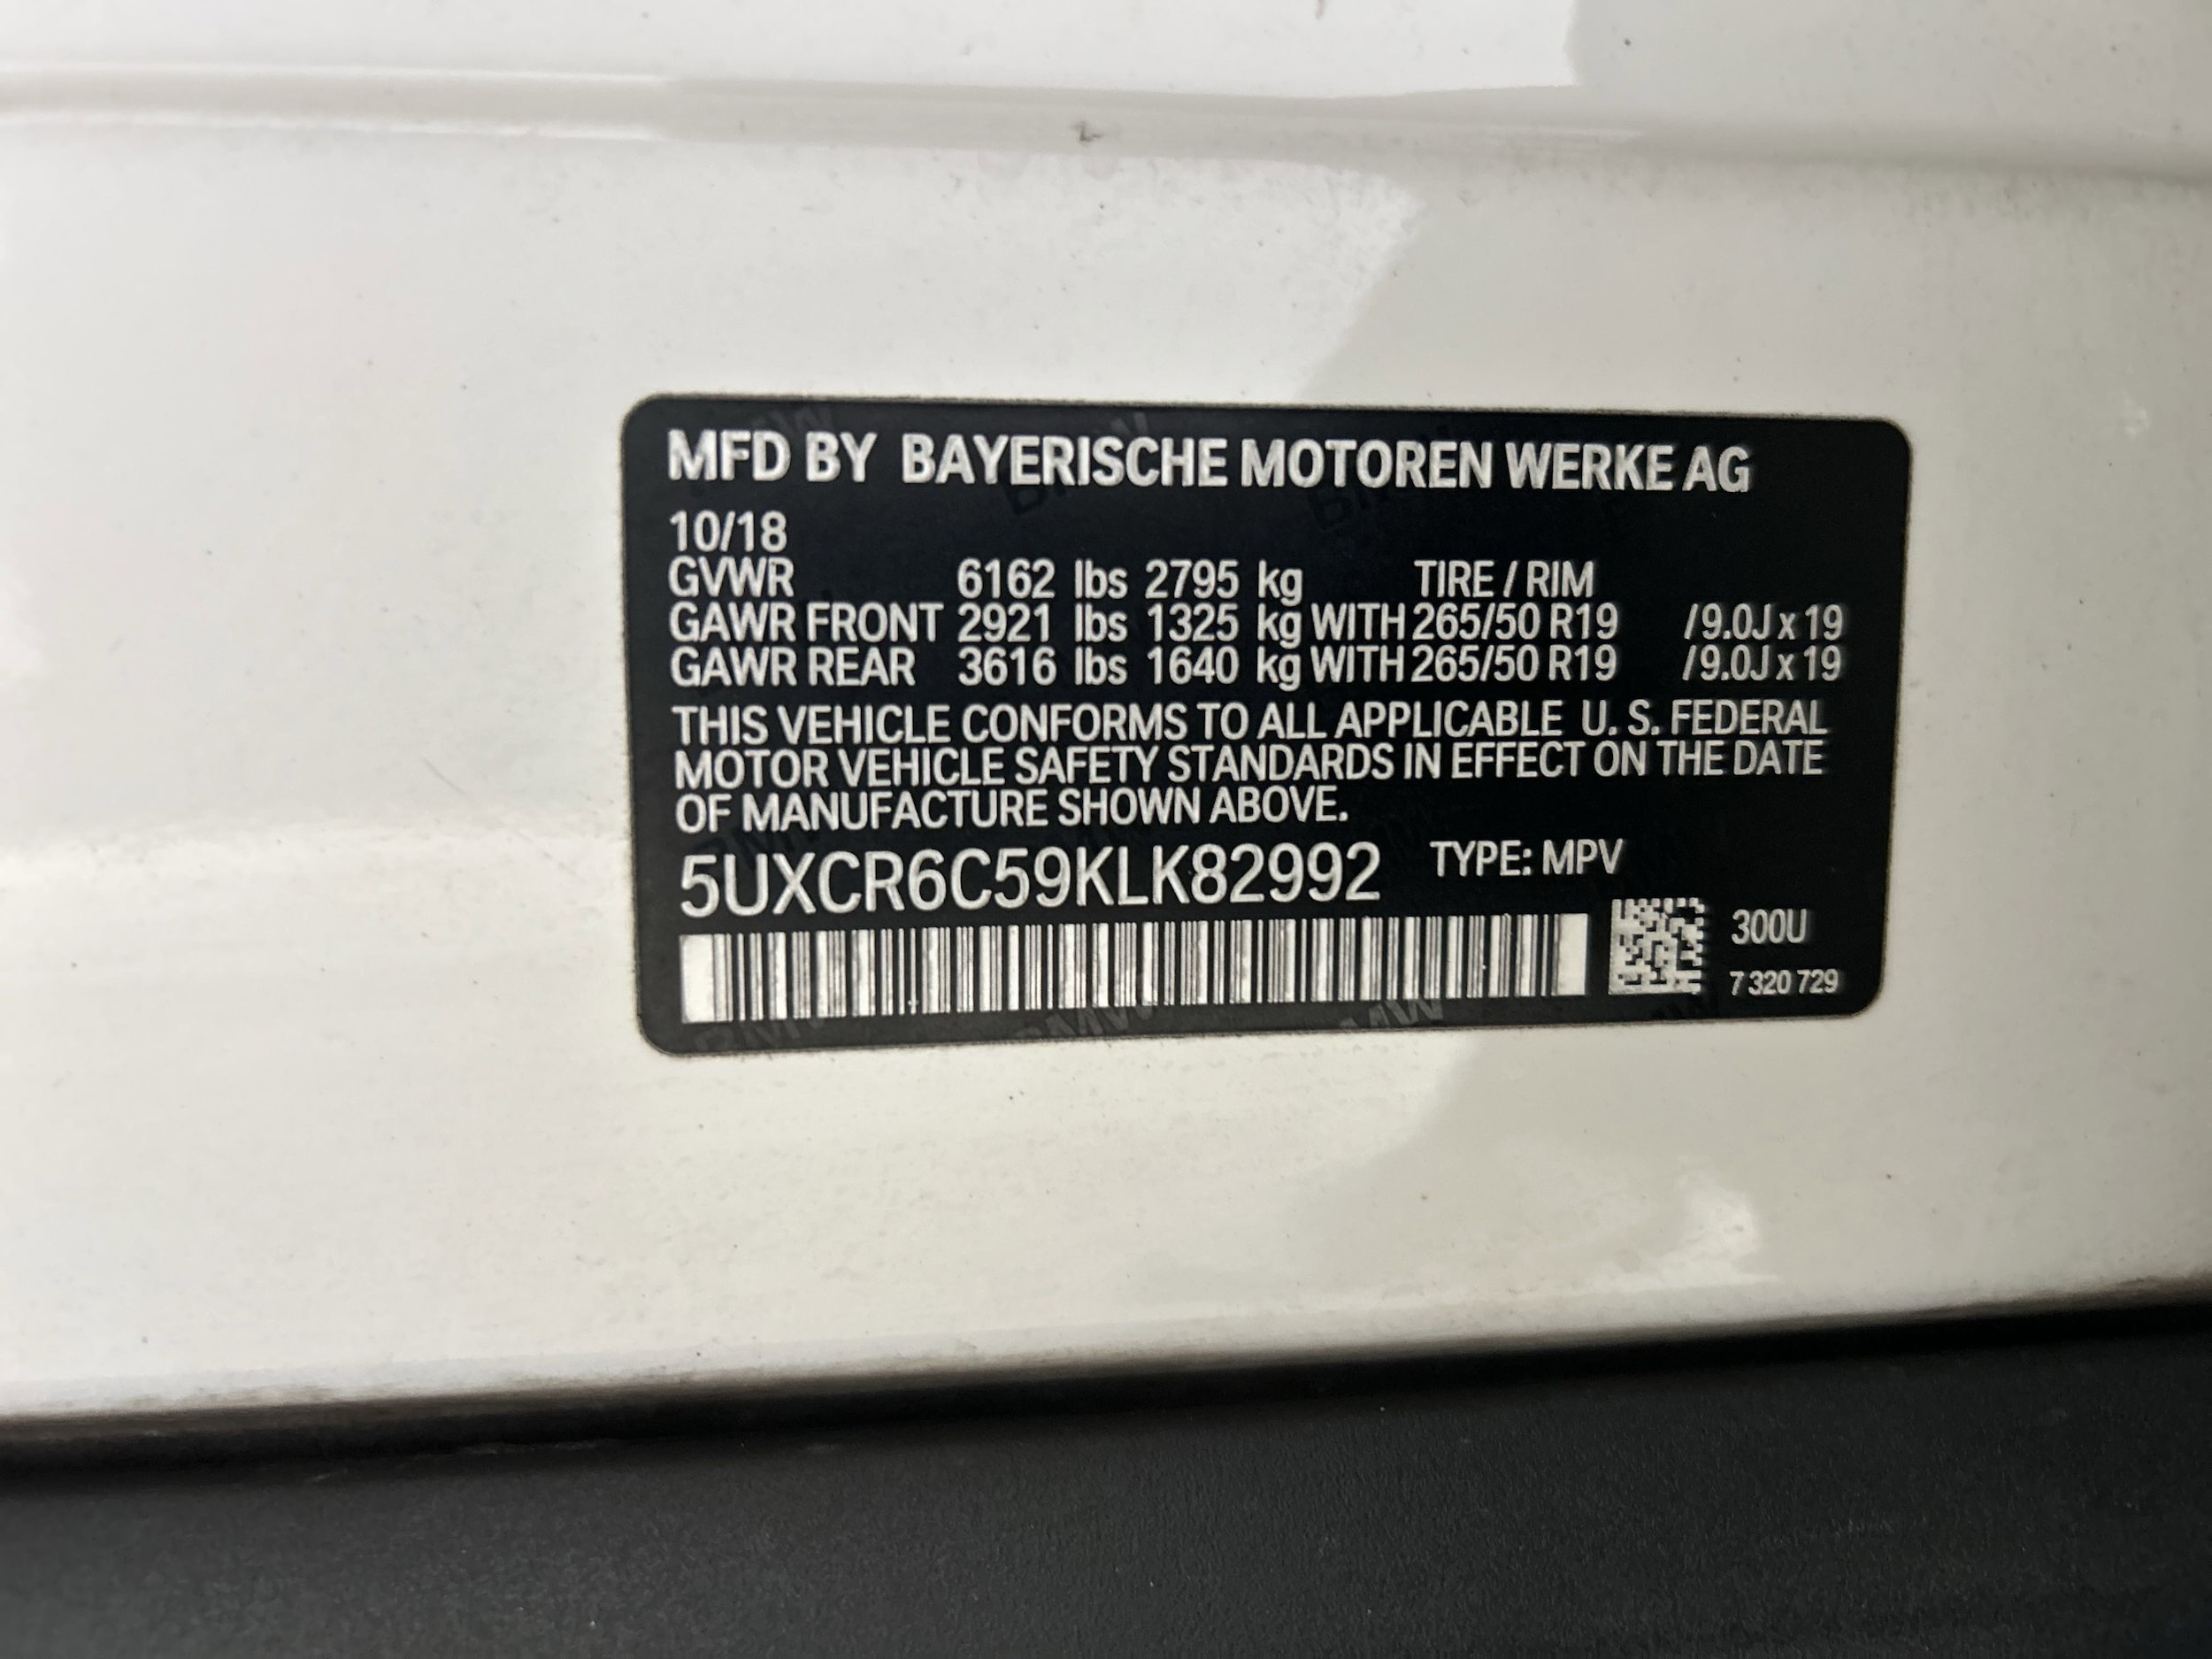 MFD BY BAYERISCHE MOTOREN WERKE AG
10/18
GVWR 6162 lbs 2795 kg TIRE / RIM
GAWR FRONT 2921 lbs 1325 kg WITH 265/50 R19 /9.0J x 19
GAWR REAR 3616 lbs 1640 kg WITH 265/50 R19 /9.0J x 19
THIS VEHICLE CONFORMS TO ALL APPLICABLE U. S. FEDERAL
MOTOR VEHICLE SAFETY STANDARDS IN EFFECT ON THE DATE
OF MANUFACTURE SHOWN ABOVE.
5UXCR6C59KLK82992 TYPE: MPV
300U
7 320 729